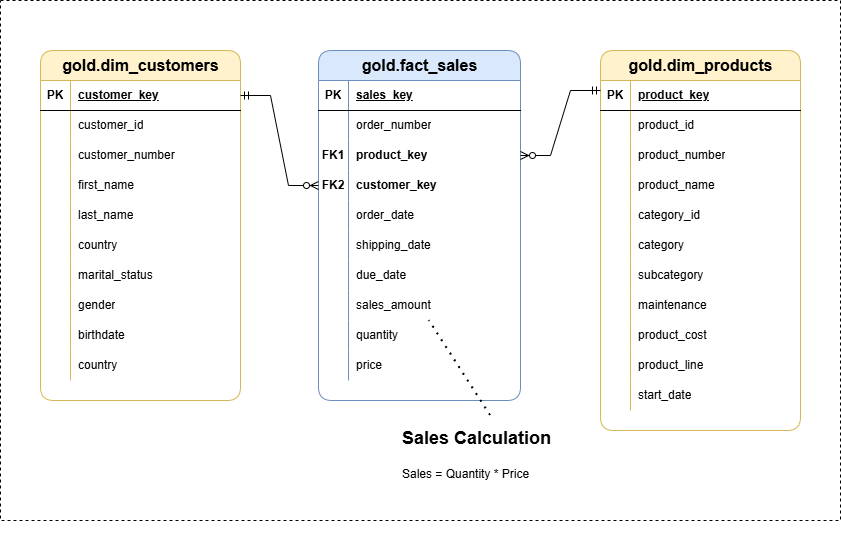 gold.dim_customers
PK customer_key
customer_id
customer_number
first_name
last_name
country
marital_status
gender
birthdate
country
gold.fact_sales
PK sales_key
order_number
FK1 product_key
FK2 customer_key
order_date
shipping_date
due_date
sales_amount
quantity
price
gold.dim_products
PK product_key
product_id
product_number
product_name
category_id
category
subcategory
maintenance
product_cost
product_line
start_date
Sales Calculation
Sales = Quantity * Price